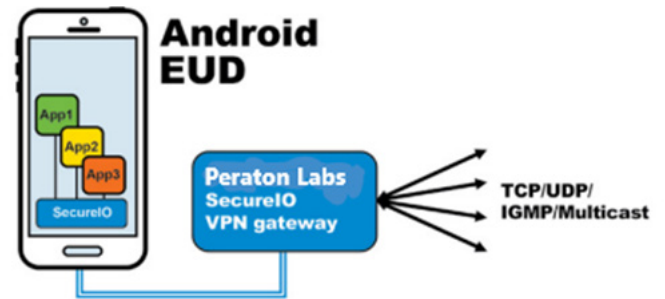 Android
EUD
App1
App2
App3
SecureIO
Peraton Labs
SecureIO
VPN gateway
TCP/UDP/
IGMP/Multicast